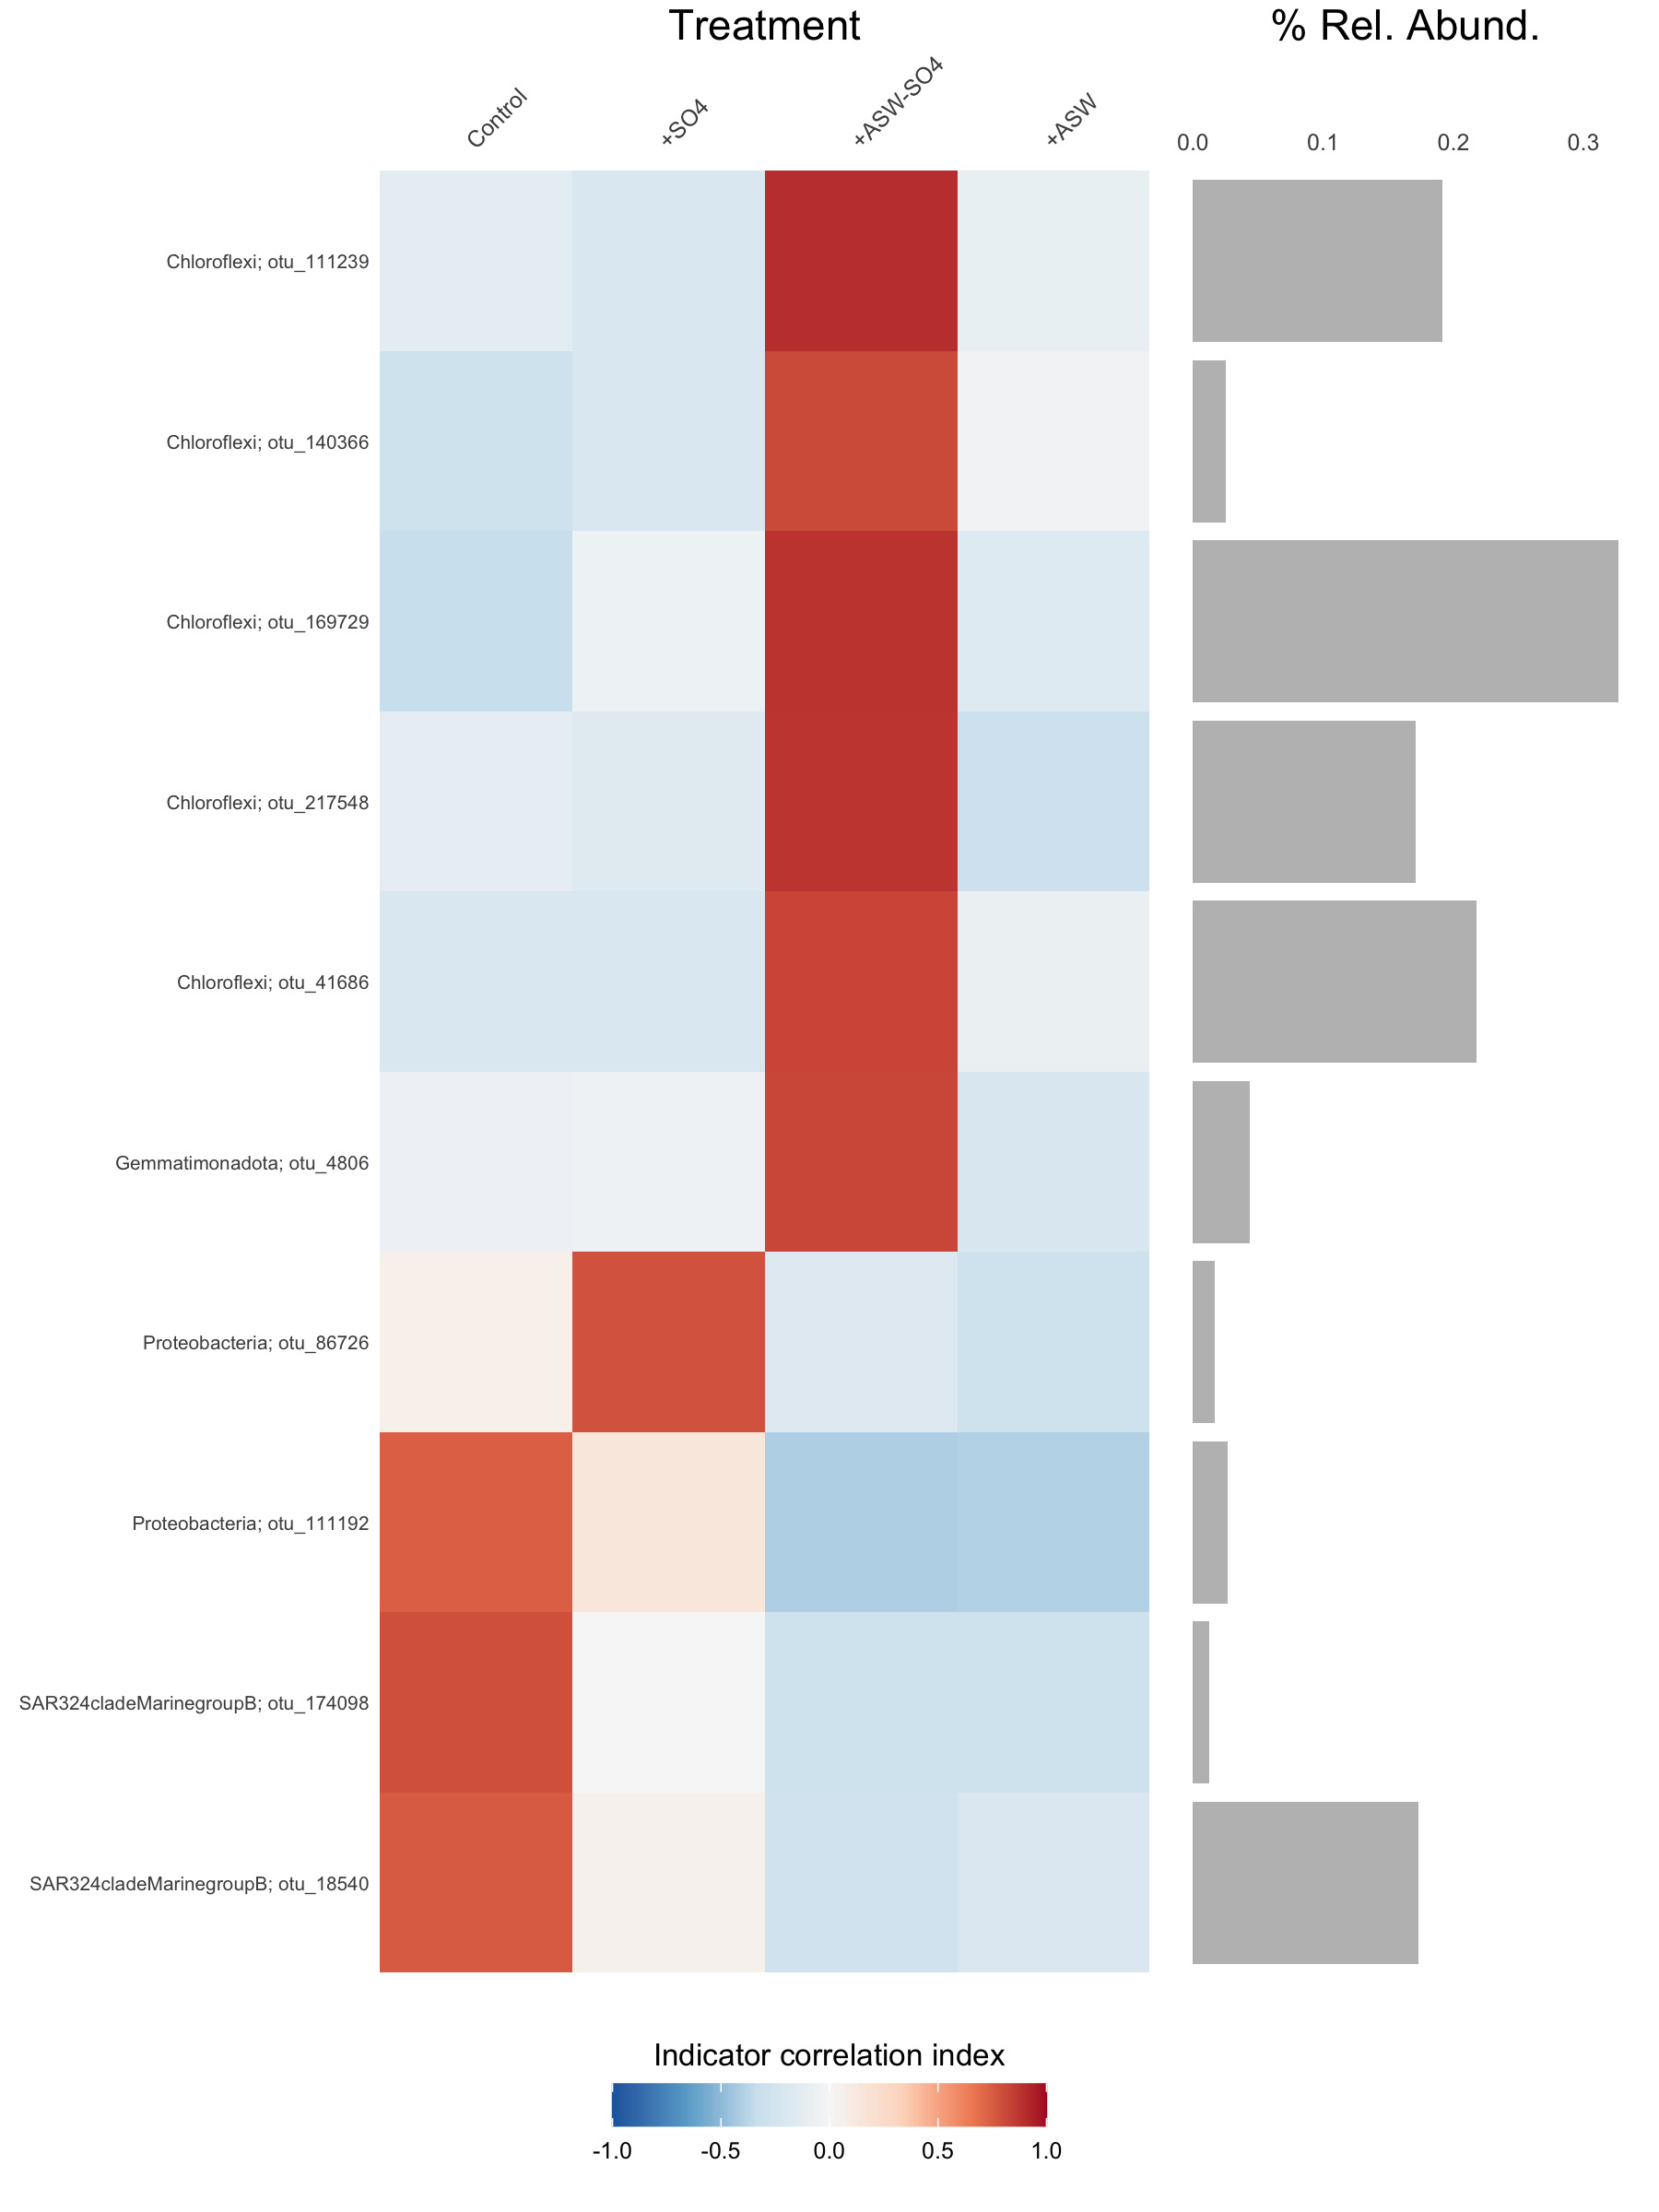 Treatment
% Rel. Abund.
Control
+SO4
+ASW-SO4
+ASW
0.0
0.1
0.2
0.3
Chloroflexi; otu_111239
Chloroflexi; otu_140366
Chloroflexi; otu_169729
Chloroflexi; otu_217548
Chloroflexi; otu_41686
Gemmatimonadota; otu_4806
Proteobacteria; otu_86726
Proteobacteria; otu_111192
SAR324cladeMarinegroupB; otu_174098
SAR324cladeMarinegroupB; otu_18540
Indicator correlation index
-1.0
-0.5
0.0
0.5
1.0